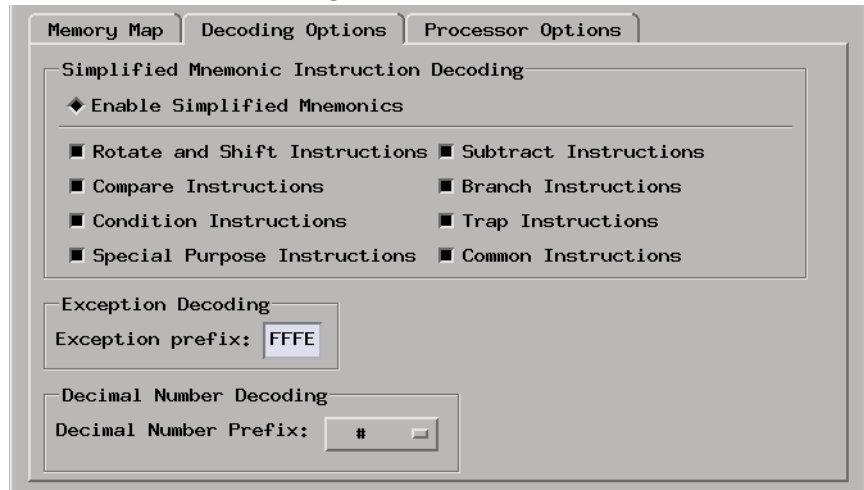 Memory Map Decoding Options Processor Options
Simplified Mnemonic Instruction Decoding
Enable Simplified Mnemonics
Rotate and Shift Instructions Subtract Instructions
Compare Instructions Branch Instructions
Condition Instructions Trap Instructions
Special Purpose Instructions Common Instructions
Exception Decoding
Exception prefix: FFFE
Decimal Number Decoding
Decimal Number Prefix: #